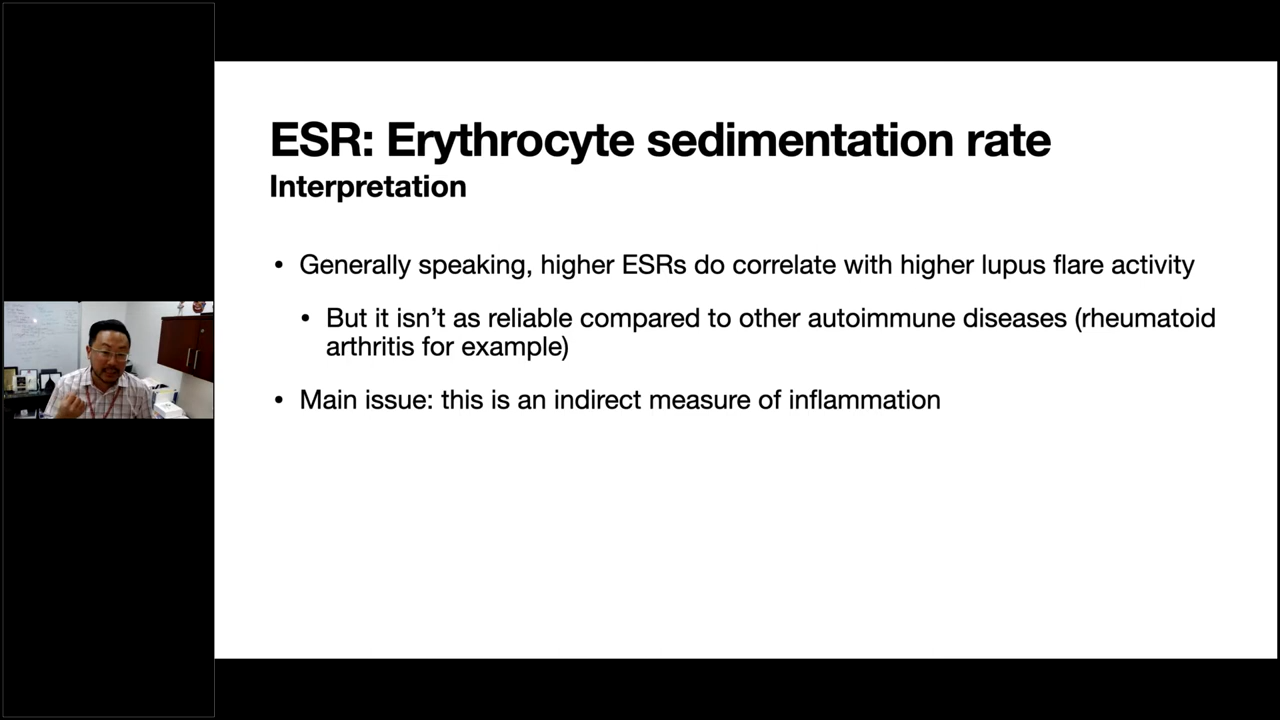 ESR: Erythrocyte sedimentation rate
Interpretation
• Generally speaking, higher ESRs do correlate with higher lupus flare activity
• But it isn’t as reliable compared to other autoimmune diseases (rheumatoid
arthritis for example)
• Main issue: this is an indirect measure of inflammation